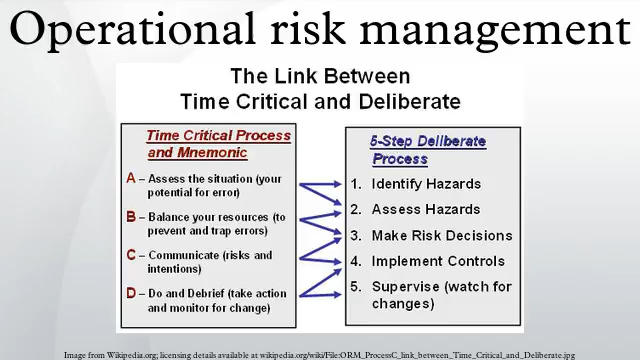 Operational risk management
The Link Between
Time Critical and Deliberate
Time Critical Process
and Mnemonic
A – Assess the situation (your
potential for error)
B – Balance your resources (to
prevent and trap errors)
C – Communicate (risks and
intentions)
D – Do and Debrief (take action
and monitor for change)
5-Step Deliberate
Process
1. Identify Hazards
2. Assess Hazards
3. Make Risk Decisions
4. Implement Controls
5. Supervise (watch for
changes)
Image from Wikipedia.org; licensing details available at wikipedia.org/wiki/File:ORM_ProcessC_link_between_Time_Critical_and_Deliberate.jpg